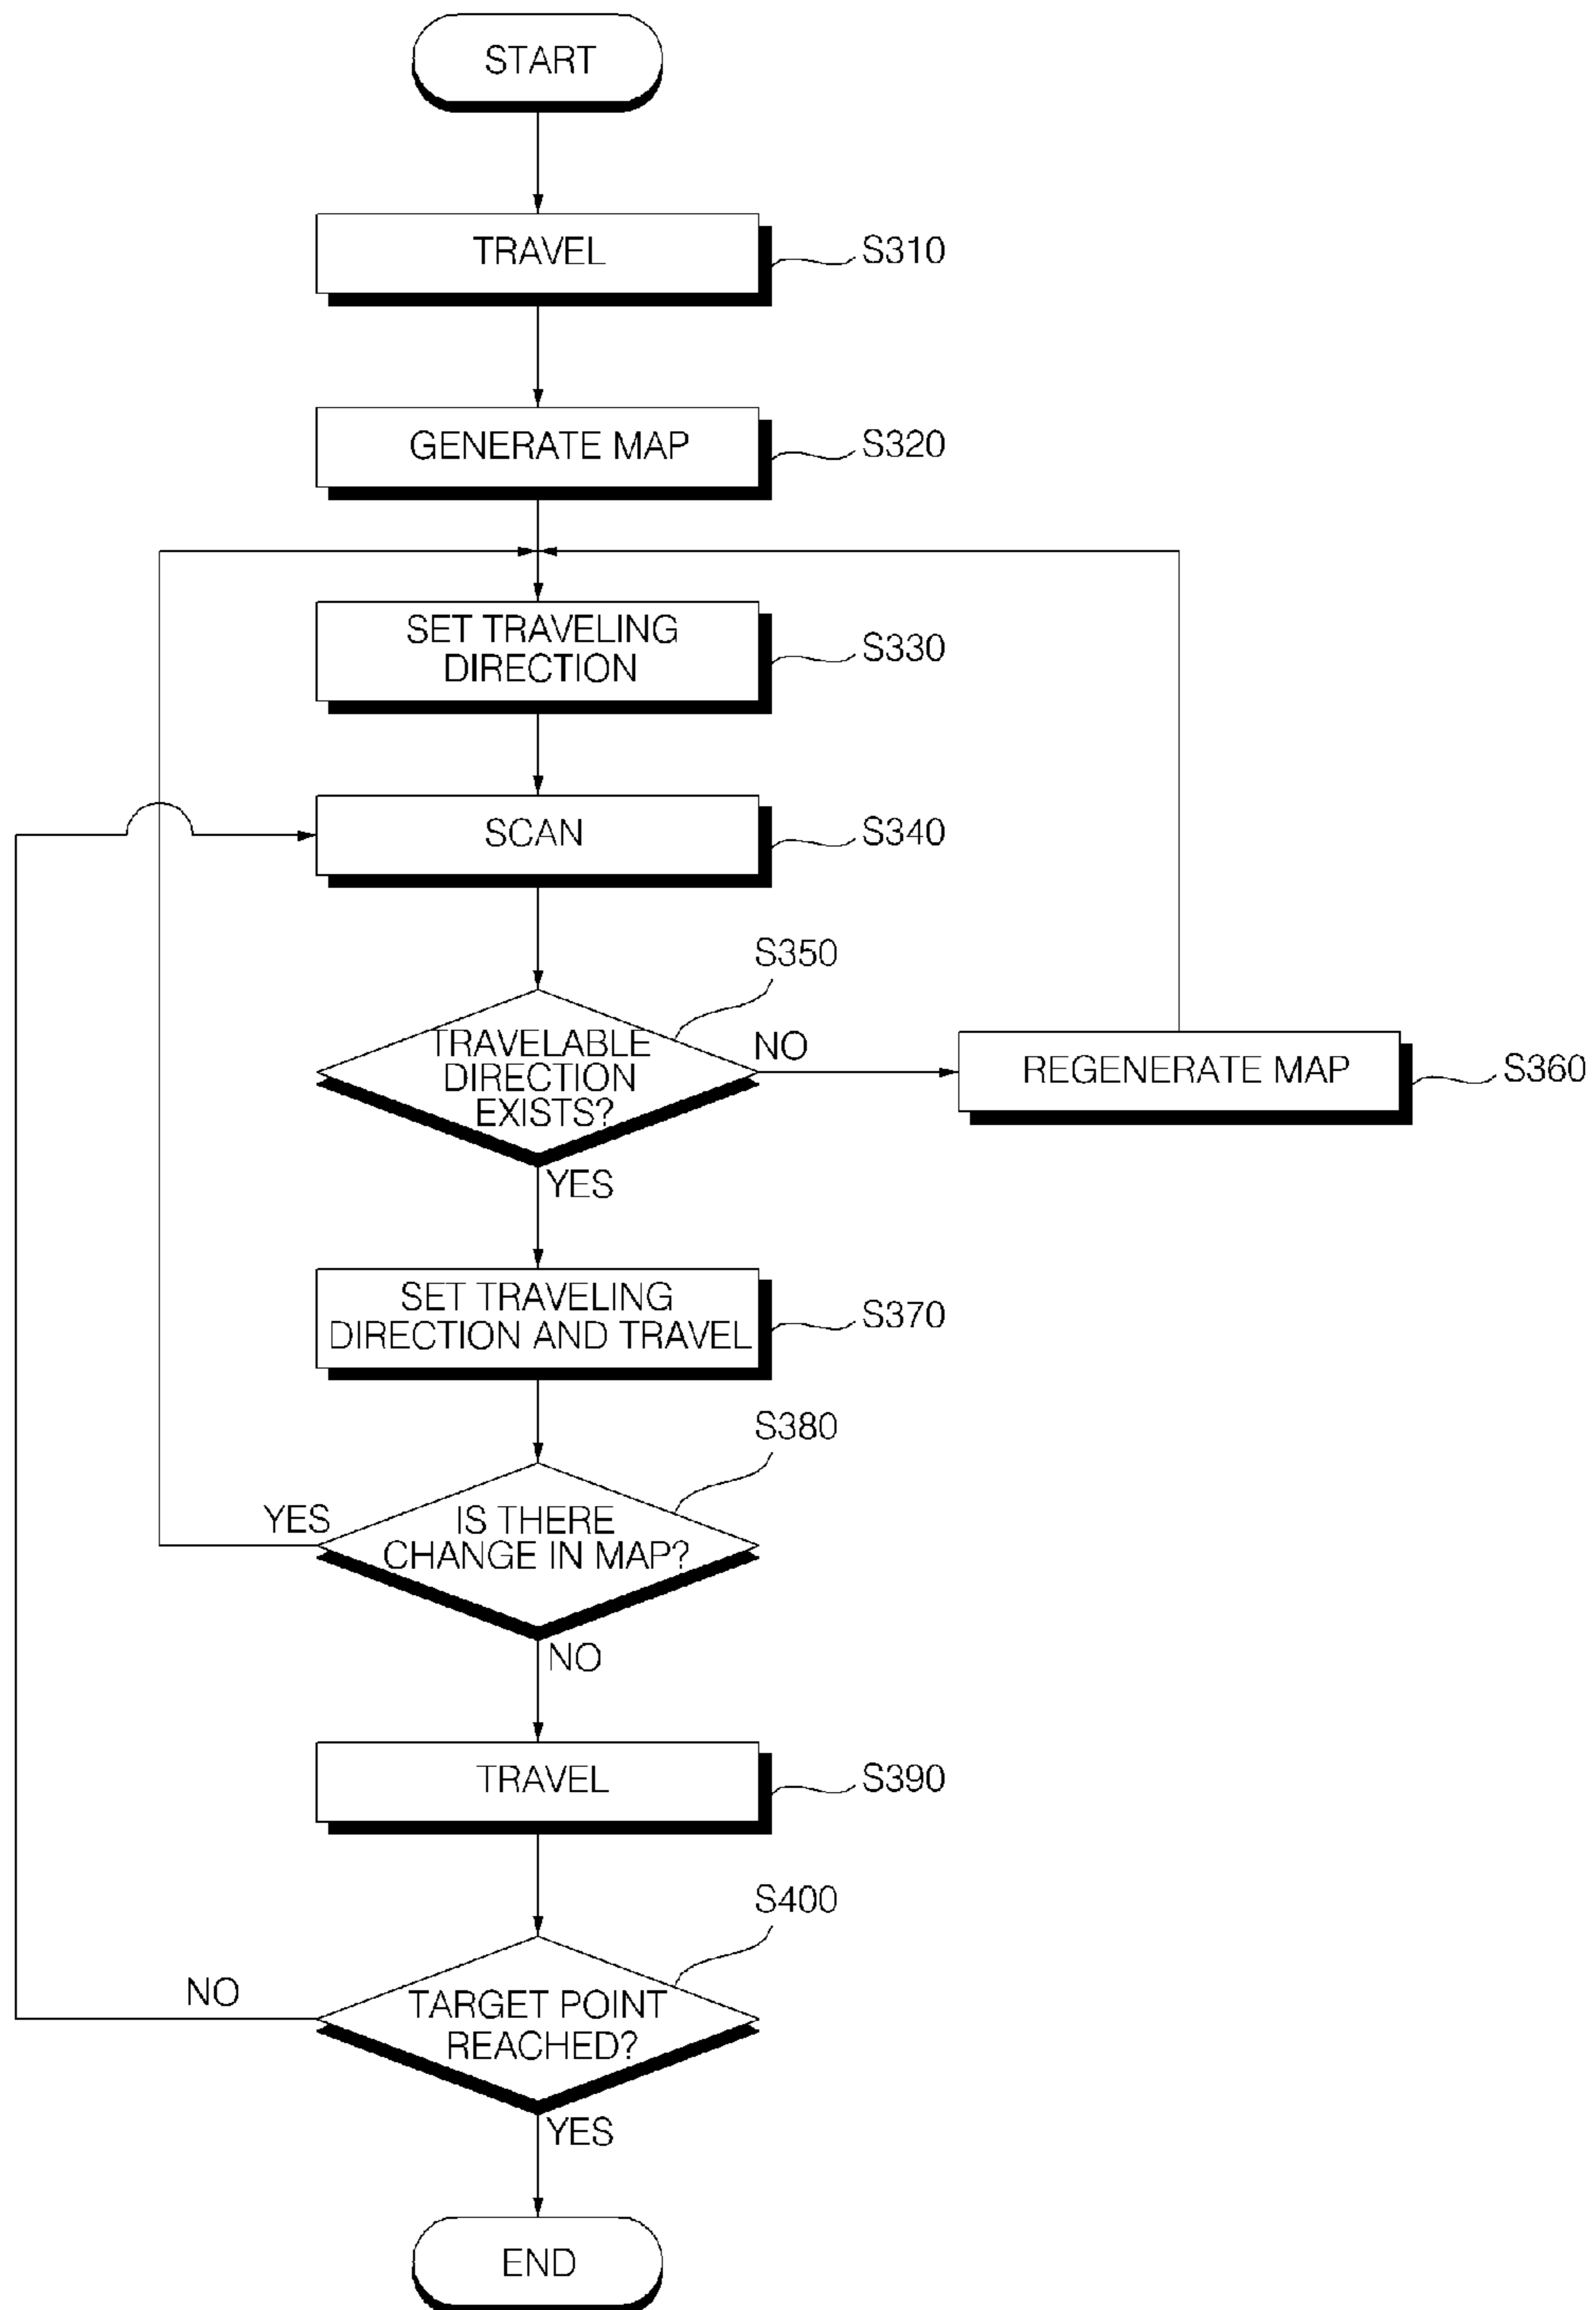 START
TRAVEL
S310
GENERATE MAP
S320
SET TRAVELING
DIRECTION
S330
SCAN
S340
S350
TRAVELABLE
DIRECTION
EXISTS?
NO
REGENERATE MAP
S360
YES
SET TRAVELING
DIRECTION AND TRAVEL
S370
S380
YES
IS THERE
CHANGE IN MAP?
NO
TRAVEL
S390
S400
NO
TARGET POINT
REACHED?
YES
END